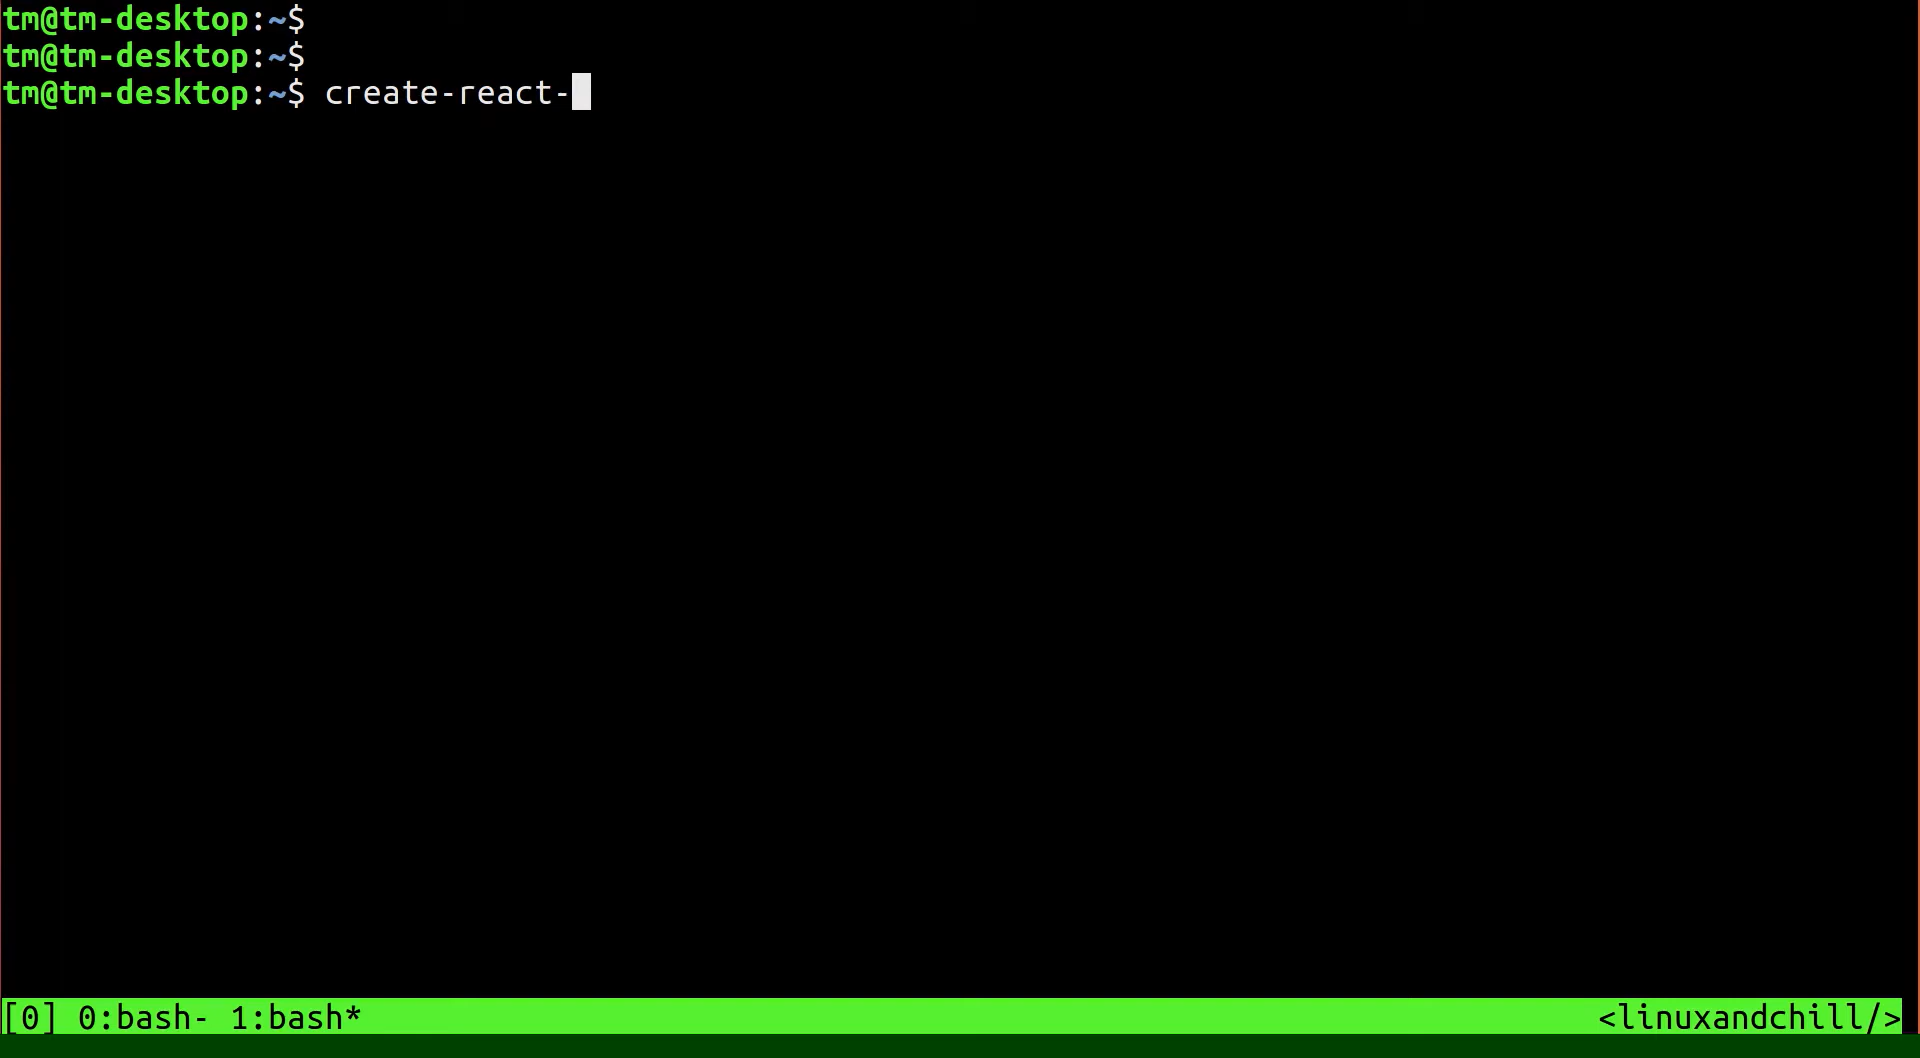 tm@tm-desktop:~$
tm@tm-desktop:~$
tm@tm-desktop:~$ create-react-
[0] 0:bash- 1:bash* <linuxandchill/>